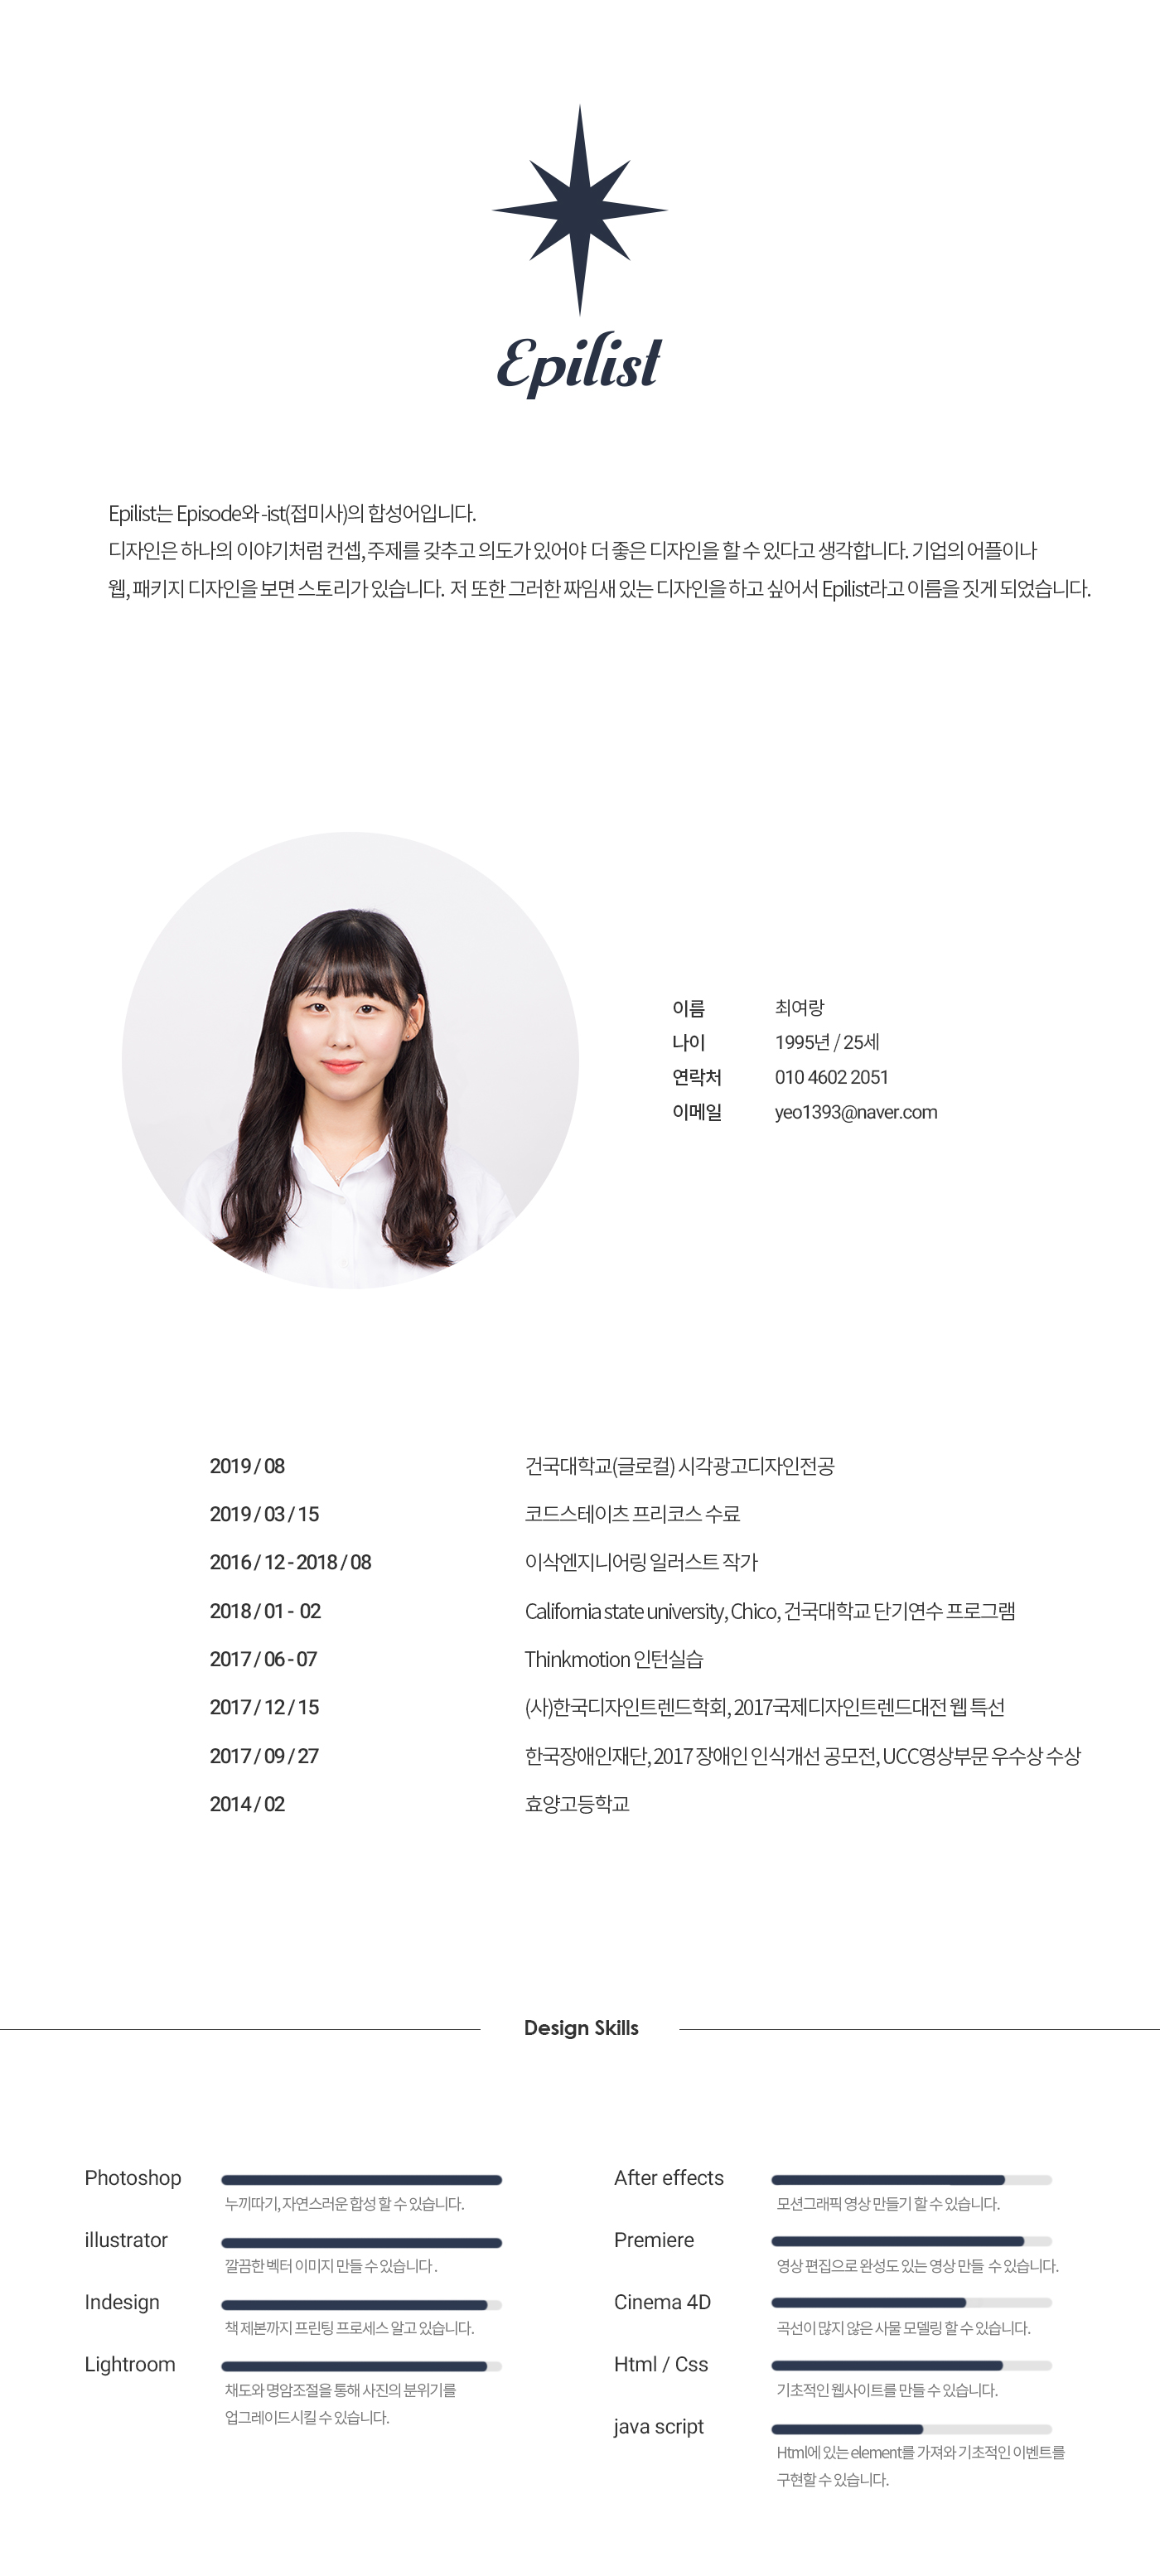 Epilist
Epilist는 Episode와 -ist(접미사)의 합성어입니다.
디자인은 하나의 이야기처럼 컨셉, 주제를 갖추고 의도가 있어야 더 좋은 디자인을 할 수 있다고 생각합니다. 기업의 어플이나
웹, 패키지 디자인을 보면 스토리가 있습니다. 저 또한 그러한 짜임새 있는 디자인을 하고 싶어서 Epilist라고 이름을 짓게 되었습니다.
이름 최여랑
나이 1995년 / 25세
연락처 010 4602 2051
이메일 yeo1393@naver.com
2019 / 08 건국대학교(글로컬) 시각광고디자인전공
2019 / 03 / 15 코드스테이츠 프리코스 수료
2016 / 12 - 2018 / 08 이삭엔지니어링 일러스트 작가
2018 / 01 - 02 California state university, Chico, 건국대학교 단기연수 프로그램
2017 / 06 - 07 Thinkmotion 인턴실습
2017 / 12 / 15 (사)한국디자인트렌드학회, 2017국제디자인트렌드대전 웹 특선
2017 / 09 / 27 한국장애인재단, 2017 장애인 인식개선 공모전, UCC영상부문 우수상 수상
2014 / 02 효양고등학교
Design Skills
Photoshop
누끼따기, 자연스러운 합성 할 수 있습니다.
illustrator
깔끔한 벡터 이미지 만들 수 있습니다 .
Indesign
책 제본까지 프린팅 프로세스 알고 있습니다.
Lightroom
채도와 명암조절을 통해 사진의 분위기를
업그레이드시킬 수 있습니다.
After effects
모션그래픽 영상 만들기 할 수 있습니다.
Premiere
영상 편집으로 완성도 있는 영상 만들 수 있습니다.
Cinema 4D
곡선이 많지 않은 사물 모델링 할 수 있습니다.
Html / Css
기초적인 웹사이트를 만들 수 있습니다.
java script
Html에 있는 element를 가져와 기초적인 이벤트를
구현할 수 있습니다.